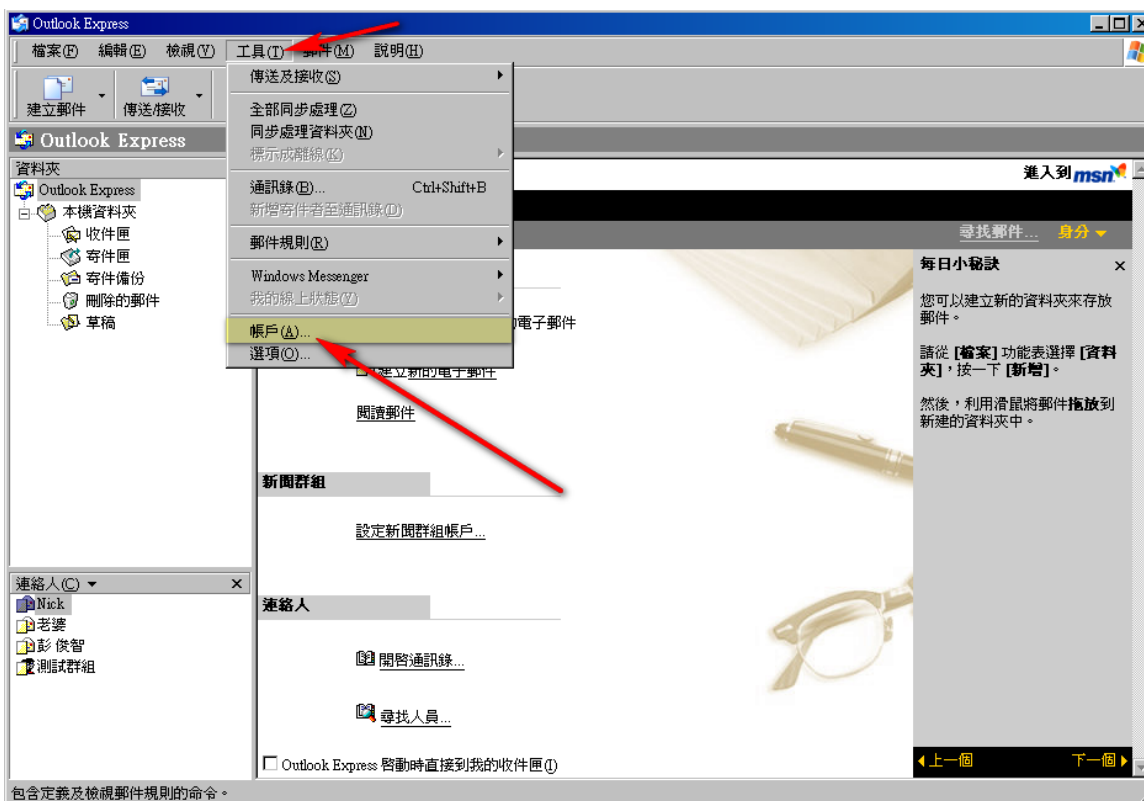 Outlook Express
檔案(F) 編輯(E) 檢視(V) 工具(T) 郵件(M) 說明(H)
建立郵件 傳送/接收
Outlook Express
傳送及接收(S)
全部同步處理(Z)
同步處理資料夾(N)
標示成離線(K)
通訊錄(B)... Ctrl+Shift+B
新增寄件者至通訊錄(D)
郵件規則(R)
Windows Messenger
我的線上狀態(Y)
帳戶(A)...
選項(O)...
資料夾
Outlook Express
本機資料夾
收件匣
寄件匣
寄件備份
刪除的郵件
草稿
連絡人(C)
Nick
老婆
彭 俊智
測試群組
進入到 msn
尋找郵件... 身分
電子郵件
建立新的電子郵件
閱讀郵件
新聞群組
設定新聞群組帳戶...
連絡人
開啓通訊錄...
尋找人員...
Outlook Express 啓動時直接到我的收件匣(I)
每日小秘訣
您可以建立新的資料夾來存放
郵件。
請從 [檔案] 功能表選擇 [資料
夾]，按一下 [新增]。
然後，利用滑鼠將郵件拖放到
新建的資料夾中。
上一個 下一個
包含定義及檢視郵件規則的命令。